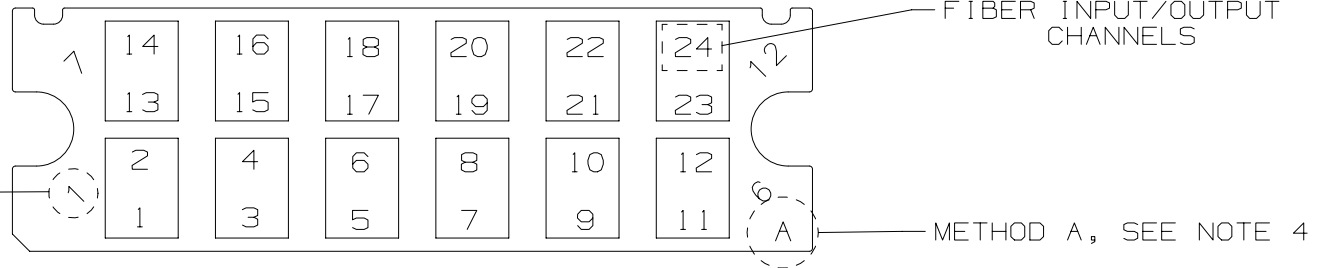 FIBER INPUT/OUTPUT
CHANNELS
14 16 18 20 22 24
7 12
13 15 17 19 21 23
2 4 6 8 10 12
1 6
1 3 5 7 9 11
A METHOD A, SEE NOTE 4